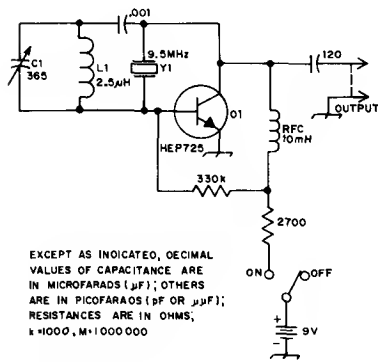 .001
C1
365
L1
2.5µH
9.5MHz
Y1
120
OUTPUT
Q1
HEP725
RFC
10mH
330k
2700
ON
OFF
+
9V
-
EXCEPT AS INDICATED, DECIMAL
VALUES OF CAPACITANCE ARE
IN MICROFARADS (µF); OTHERS
ARE IN PICOFARADS (pF OR µµF);
RESISTANCES ARE IN OHMS;
k=1000, M=1000000